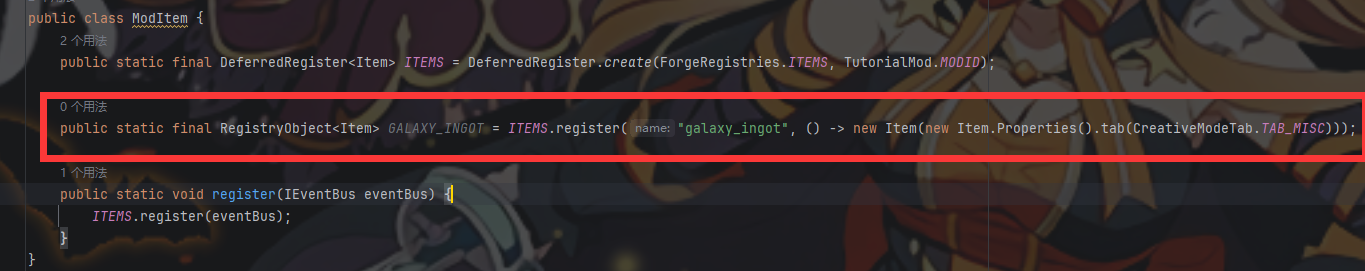 public class ModItem {
2 个用法
public static final DeferredRegister<Item> ITEMS = DeferredRegister.create(ForgeRegistries.ITEMS, TutorialMod.MODID);
0 个用法
public static final RegistryObject<Item> GALAXY_INGOT = ITEMS.register( name: "galaxy_ingot", () -> new Item(new Item.Properties().tab(CreativeModeTab.TAB_MISC)));
1 个用法
public static void register(IEventBus eventBus) {
ITEMS.register(eventBus);
}
}